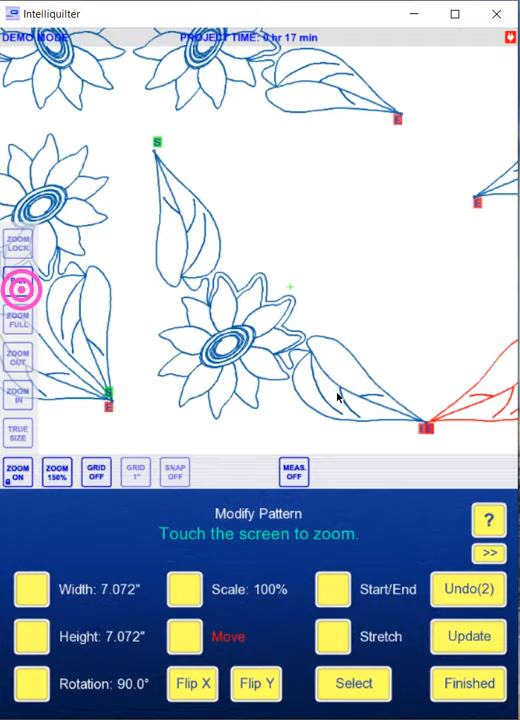 Intelliquilter
DEMO MODE
PROJECT TIME: 0 hr 17 min
E
S
E
ZOOM
LOCK
ZOOM
FULL
ZOOM
OUT
S
E
ZOOM
IN
TRUE
SIZE
ZOOM
ON
ZOOM
150%
GRID
OFF
GRID
1"
SNAP
OFF
MEAS.
OFF
Modify Pattern
Touch the screen to zoom.
?
>>
Width: 7.072"
Scale: 100%
Start/End
Undo(2)
Height: 7.072"
Move
Stretch
Update
Rotation: 90.0°
Flip X
Flip Y
Select
Finished